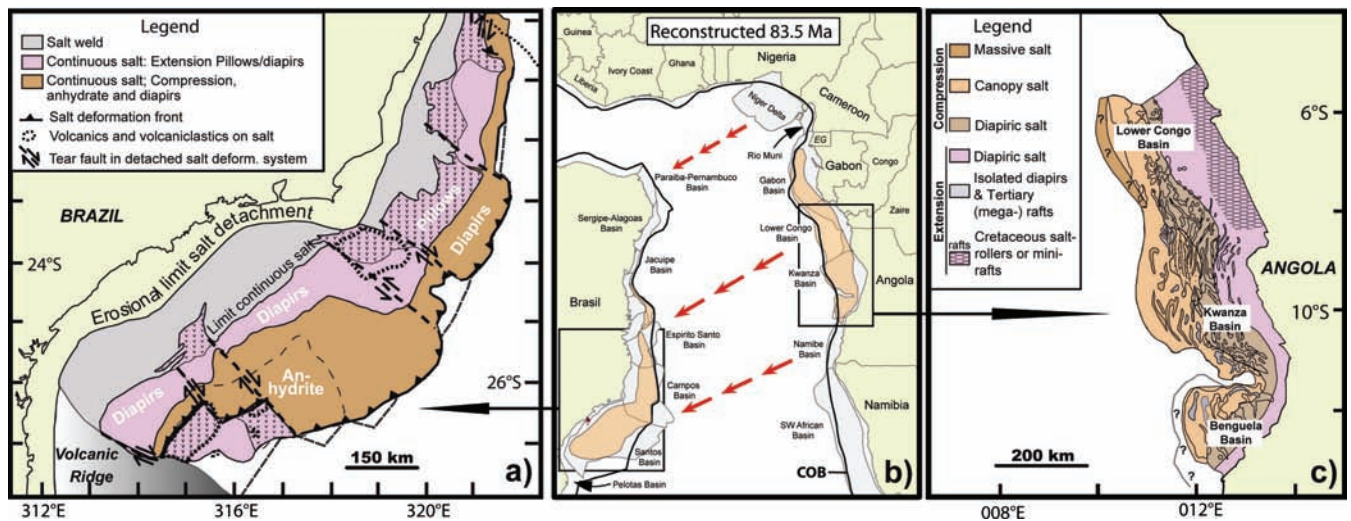 Legend
Salt weld
Continuous salt: Extension Pillows/diapirs
Continuous salt; Compression,
anhydrate and diapirs
Salt deformation front
Volcanics and volcaniclastics on salt
Tear fault in detached salt deform. system
BRAZIL
Erosional limit salt detachment
Limit continuous salt
Pillows
Diapirs
Diapirs
An-
hydrite
Diapirs
Volcanic
Ridge
24°S
26°S
150 km
a)
312°E
316°E
320°E
Reconstructed 83.5 Ma
Guinea
Ivory Coast
Ghana
Liberia
Nigeria
Niger Delta
Cameroon
EG
Rio Muni
Gabon
Congo
Paraiba-Pernambuco
Basin
Gabon
Basin
Zaire
Sergipe-Alagoas
Basin
Lower Congo
Basin
Jacuipe
Basin
Kwanza
Basin
Angola
Brasil
Espirito Santo
Basin
Namibe
Basin
Campos
Basin
Namibia
SW African
Basin
Santos
Basin
COB
Pelotas Basin
b)
Legend
Compression
Massive salt
Canopy salt
Diapiric salt
Extension
Diapiric salt
Isolated diapirs
& Tertiary
(mega-) rafts
rafts
Cretaceous salt-
rollers or mini-
rafts
6°S
Lower Congo
Basin
ANGOLA
10°S
Kwanza
Basin
Benguela
Basin
?
?
?
?
?
200 km
c)
008°E
012°E